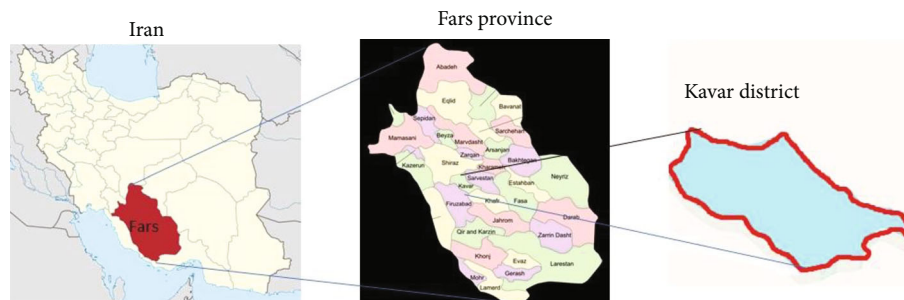 Iran
Fars
Fars province
Abadeh
Eqlid
Bavanat
Sepidan
Sarchehan
Mamasani
Beyza
Marvdasht
Arsanjan
Zarqan
Bakhtegan
Kazerun
Shiraz
Kharameh
Sarvestan
Neyriz
Kavar
Estahban
Firuzabad
Khafr
Fasa
Jahrom
Darab
Qir and Karzin
Zarrin Dasht
Khonj
Evaz
Larestan
Mohr
Gerash
Lamerd
Kavar district